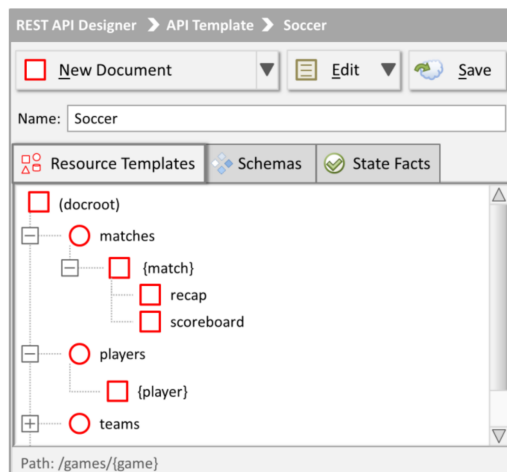 REST API Designer ❯ API Template ❯ Soccer
New Document Edit Save
Name: Soccer
Resource Templates Schemas State Facts
(docroot)
matches
{match}
recap
scoreboard
players
{player}
teams
Path: /games/{game}